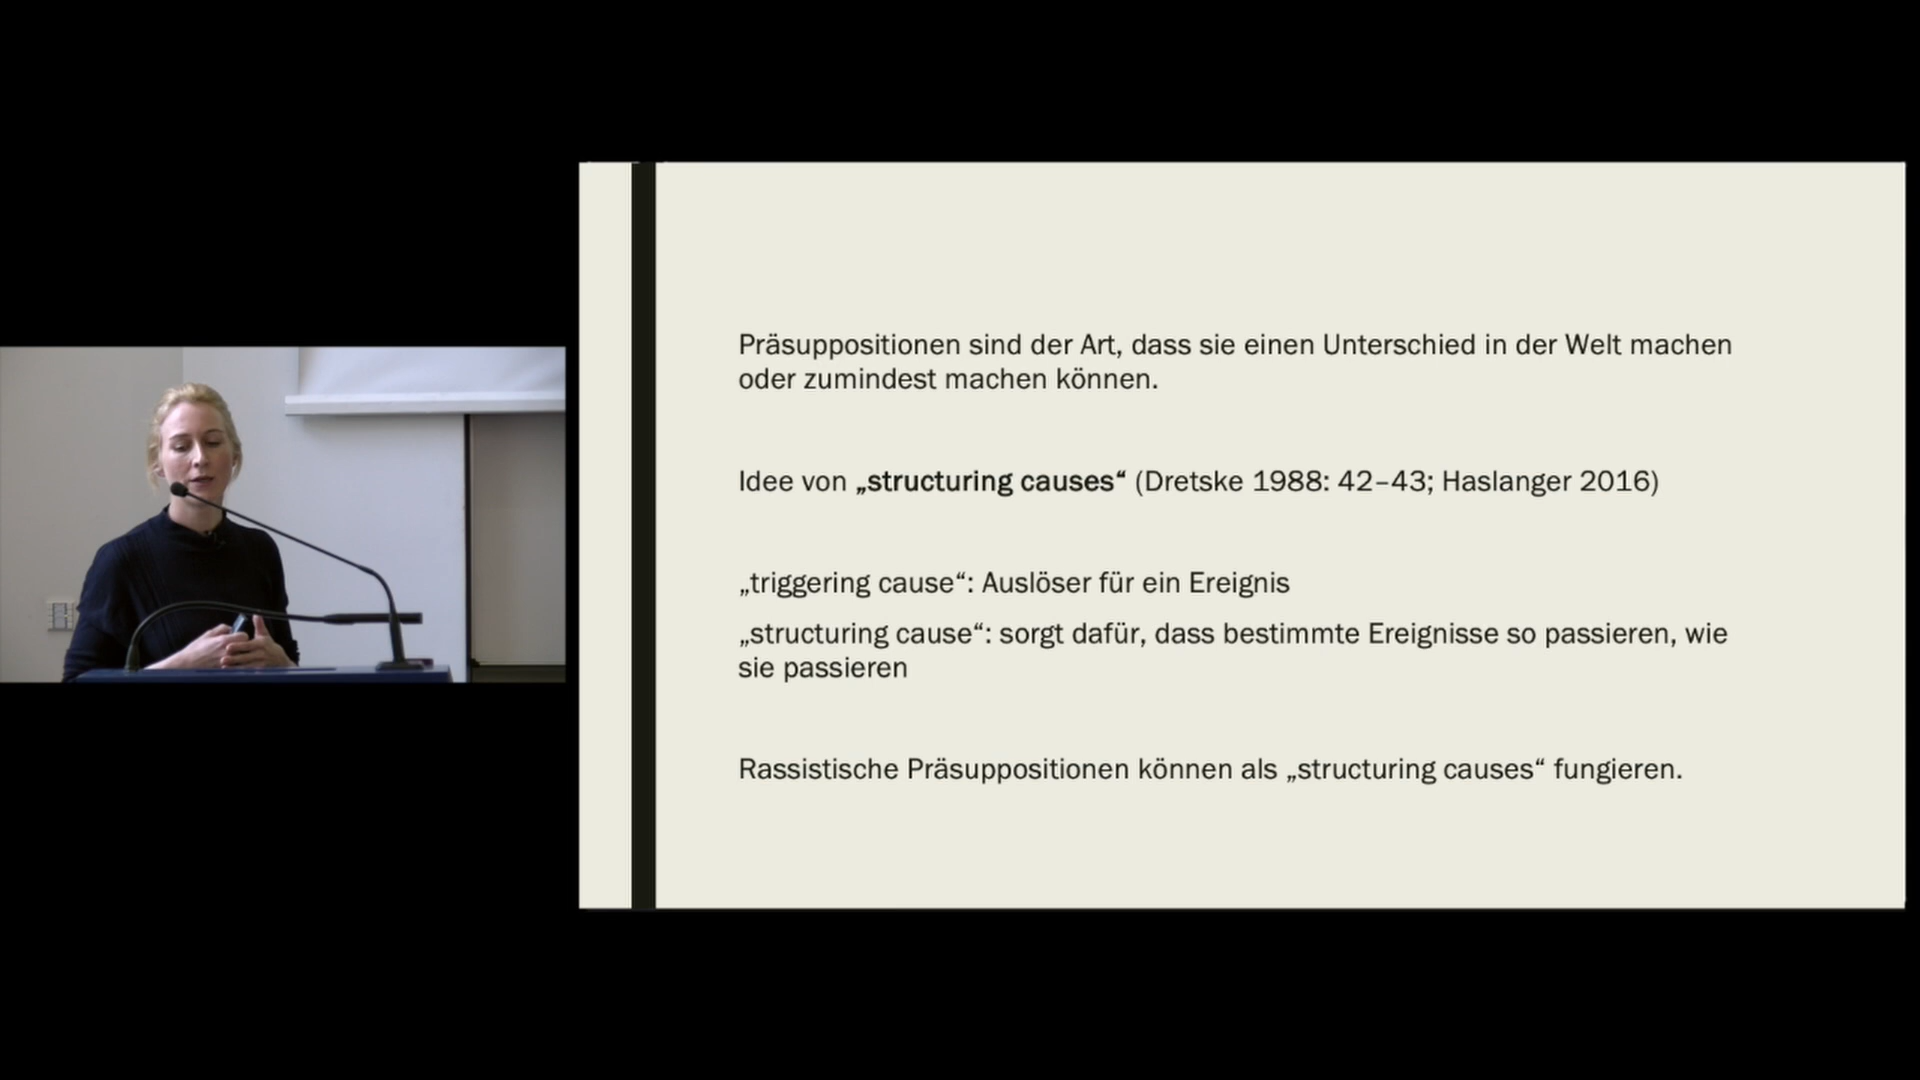 Präsuppositionen sind der Art, dass sie einen Unterschied in der Welt machen
oder zumindest machen können.
Idee von „structuring causes“ (Dretske 1988: 42–43; Haslanger 2016)
„triggering cause“: Auslöser für ein Ereignis
„structuring cause“: sorgt dafür, dass bestimmte Ereignisse so passieren, wie
sie passieren
Rassistische Präsuppositionen können als „structuring causes“ fungieren.